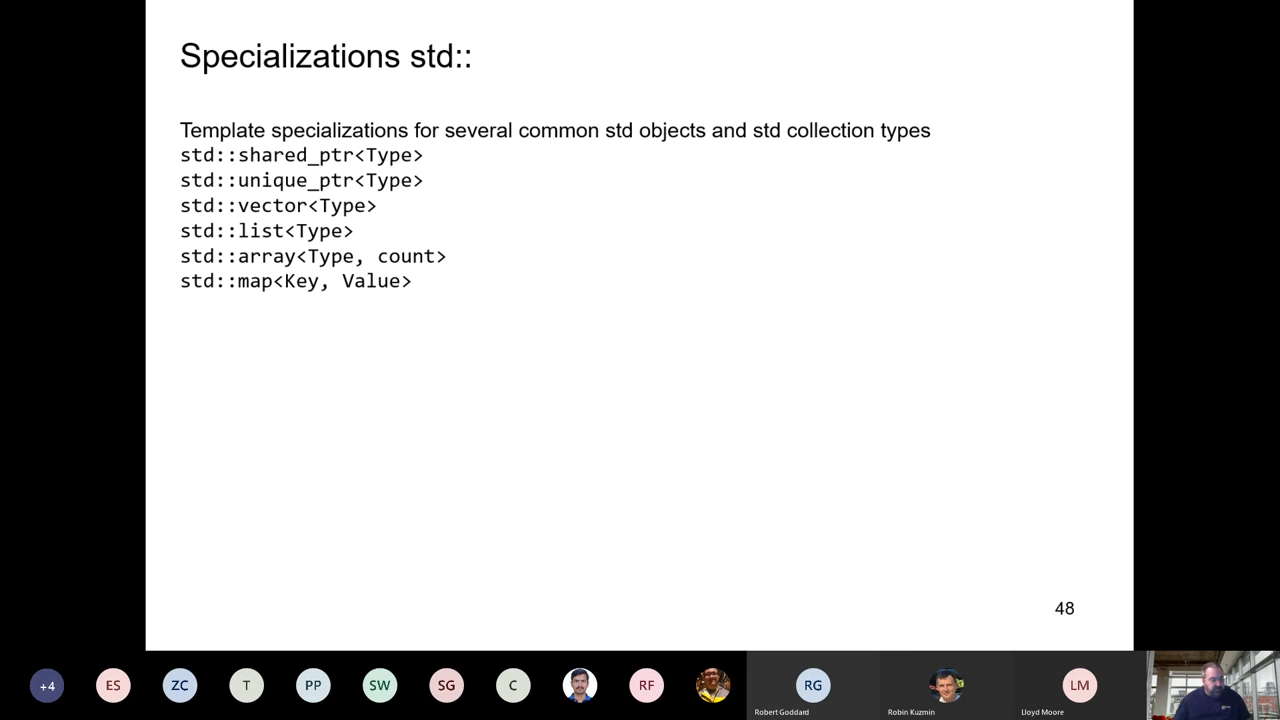 Specializations std::
Template specializations for several common std objects and std collection types
std::shared_ptr<Type>
std::unique_ptr<Type>
std::vector<Type>
std::list<Type>
std::array<Type, count>
std::map<Key, Value>
48
+4
ES
ZC
T
PP
SW
SG
C
RF
RG
LM
Robert Goddard
Robin Kuzmin
Lloyd Moore